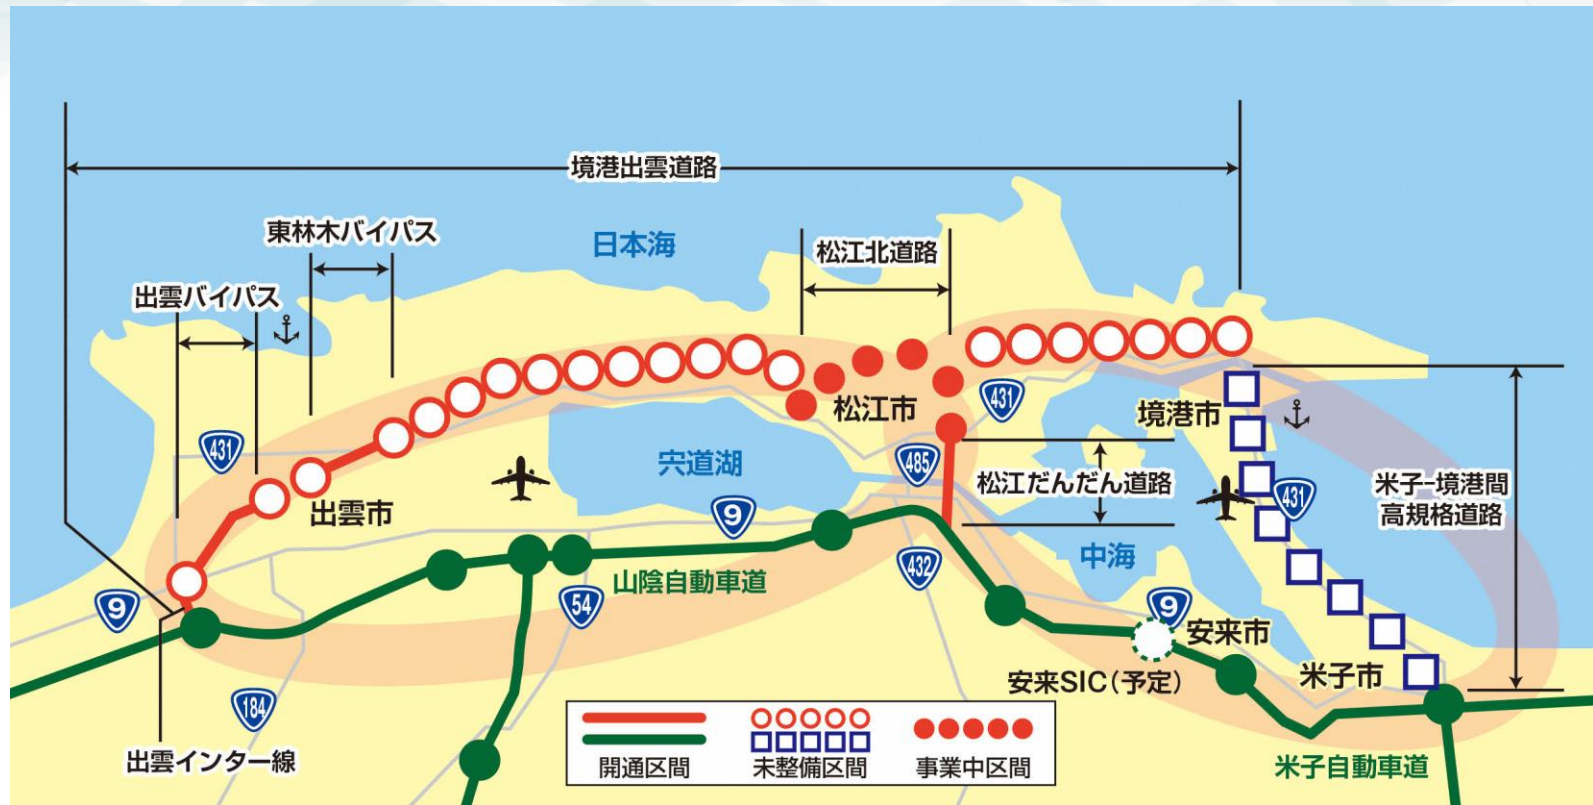 境港出雲道路
東林木バイパス
日本海
松江北道路
出雲バイパス
431
出雲市
宍道湖
松江市
431
485
松江だんだん道路
境港市
431
米子−境港間
高規格道路
9
中海
9
山陰自動車道
54
432
9
安来市
安来SIC(予定)
米子市
184
出雲インター線
開通区間
未整備区間
事業中区間
米子自動車道